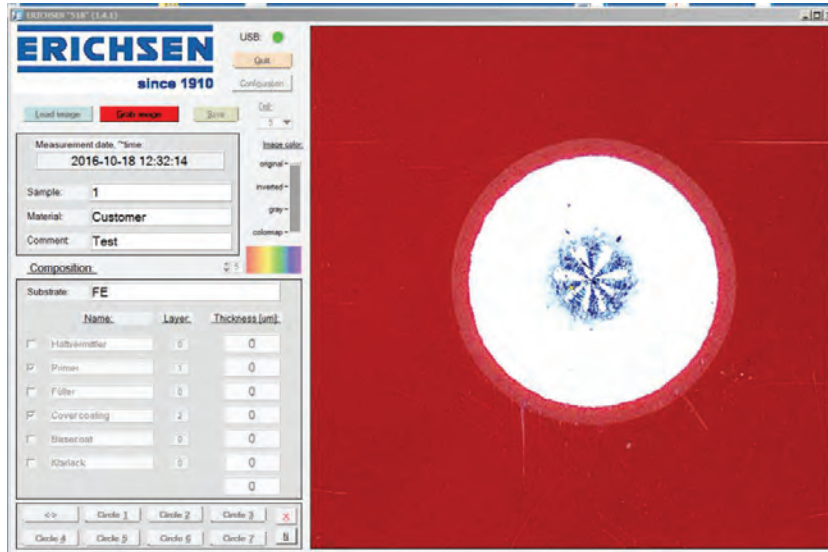 ERICHSEN "518" (1.4.1)
ERICHSEN
since 1910
USB:
Quit
Configuration
Load image
Grab image
Save
5
Measurement date, "time:
2016-10-18 12:32:14
Sample: 1
Material: Customer
Comment: Test
Image color:
original
inverted
gray
colormap
Composition:
5
Substrate: FE
Name: Layer: Thickness [um]:
Haftvermittler 0 0
Primer 1 0
Füller 0 0
Cover coating 2 0
Basecoat 0 0
Klarlack 0 0
0
<> Circle 1 Circle 2 Circle 3 X
Circle 4 Circle 5 Circle 6 Circle 7 N